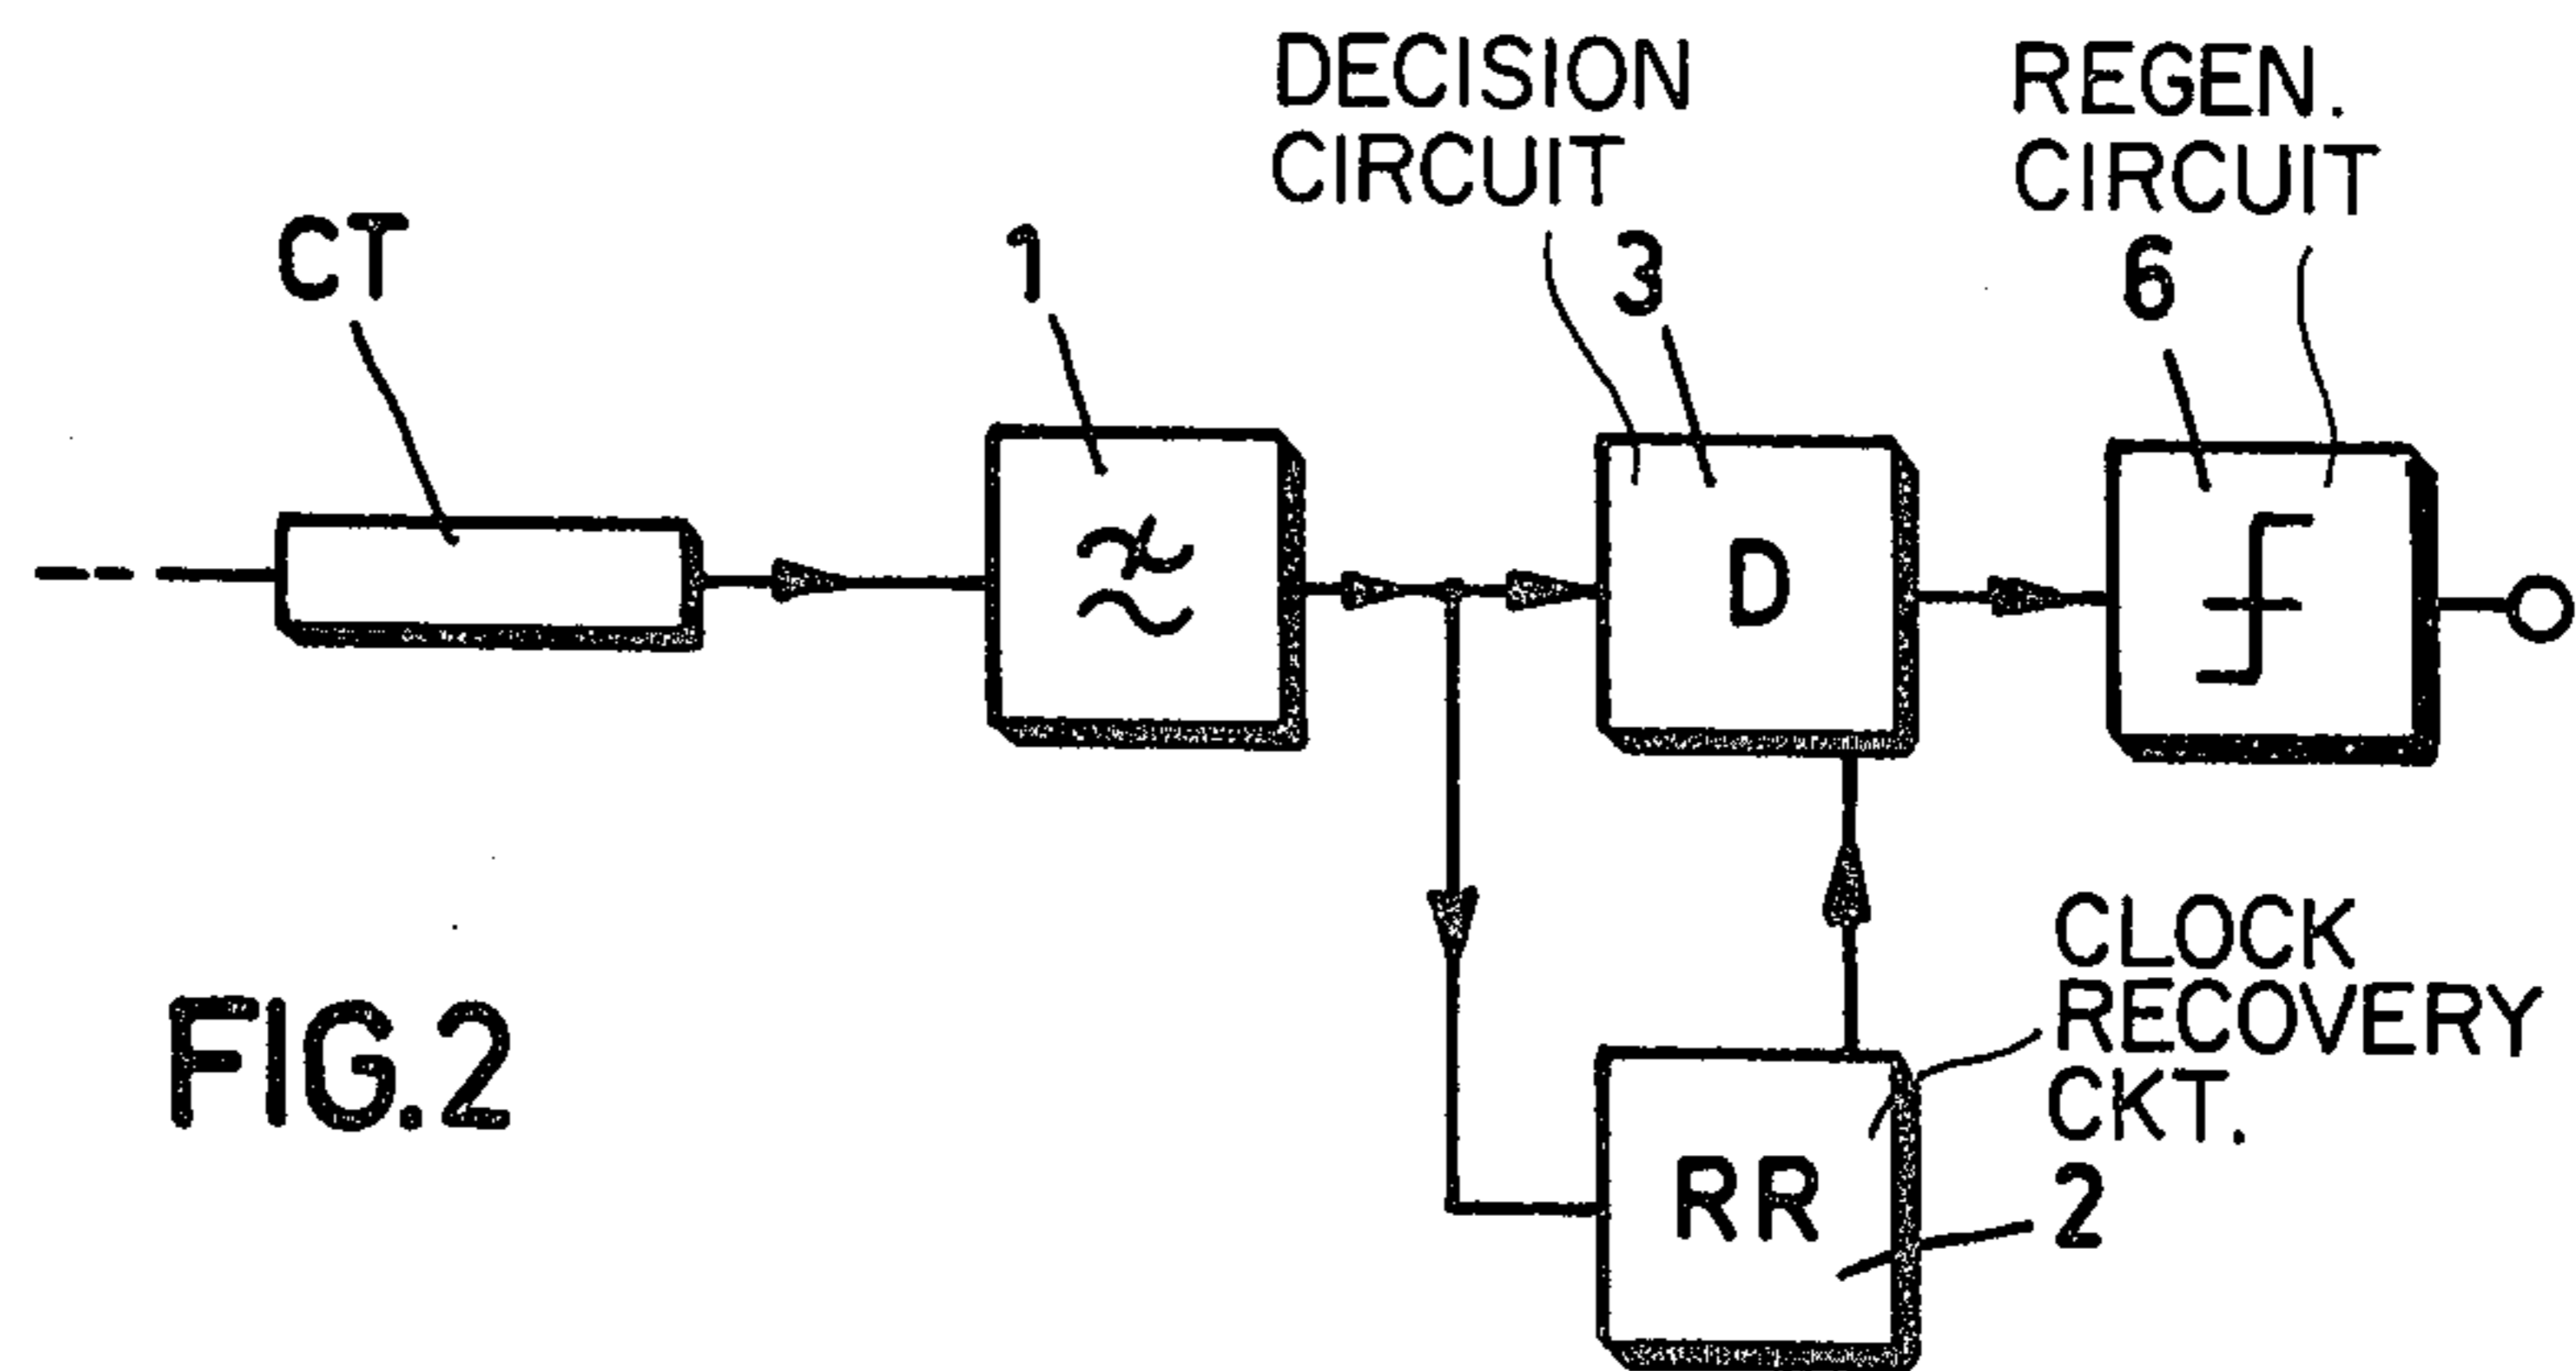 DECISION
CIRCUIT
3
REGEN.
CIRCUIT
6
CT
1
D
CLOCK
RECOVERY
CKT.
2
RR
FIG.2